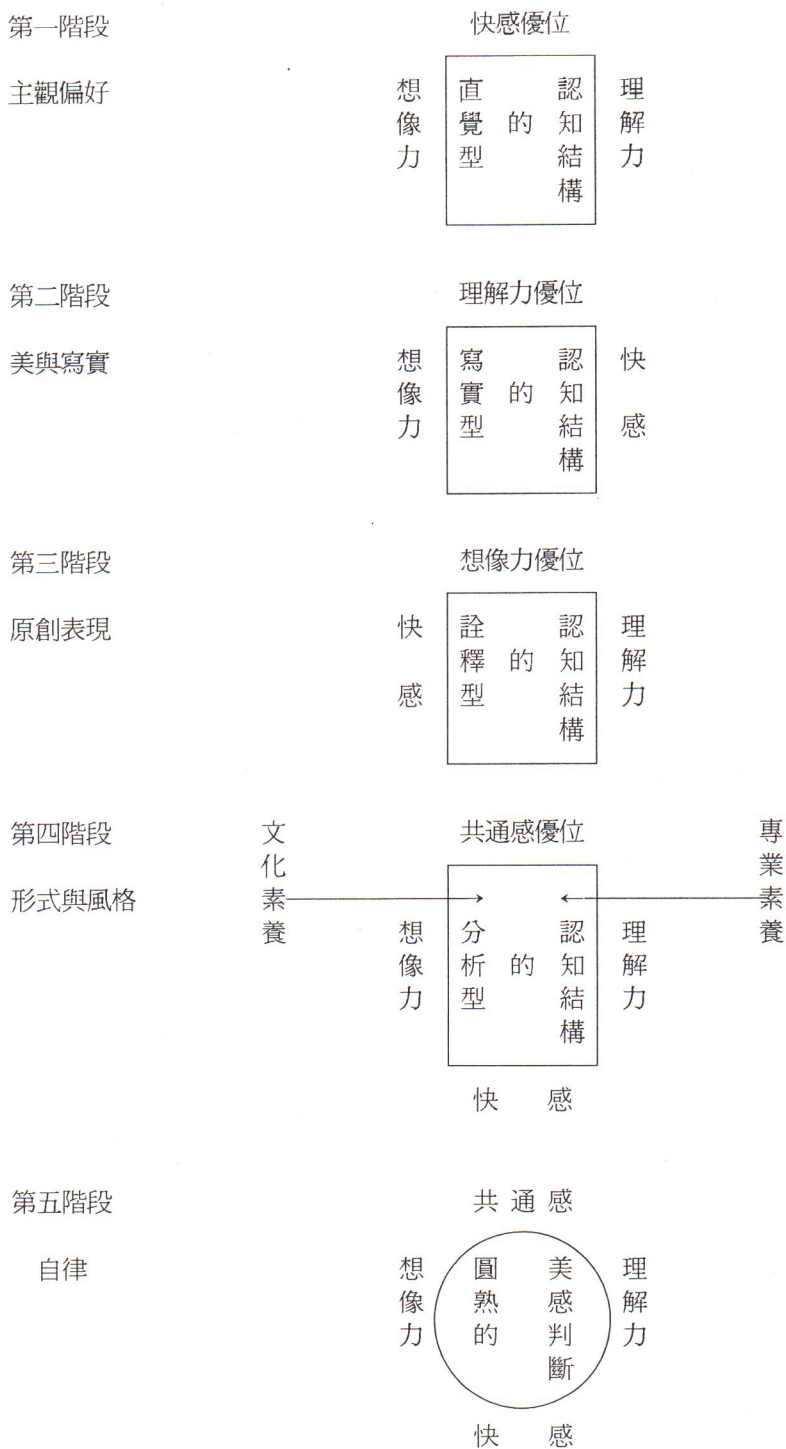 第一階段
快感優位
主觀偏好
想像力
直覺型
的
認知結構
理解力
第二階段
理解力優位
美與寫實
想像力
寫實型
的
認知結構
快感
第三階段
想像力優位
原創表現
快感
詮釋型
的
認知結構
理解力
第四階段
共通感優位
形式與風格
文化素養
想像力
分析型
的
認知結構
理解力
專業素養
快感
第五階段
共通感
自律
想像力
圓熟的
美感判斷
理解力
快感